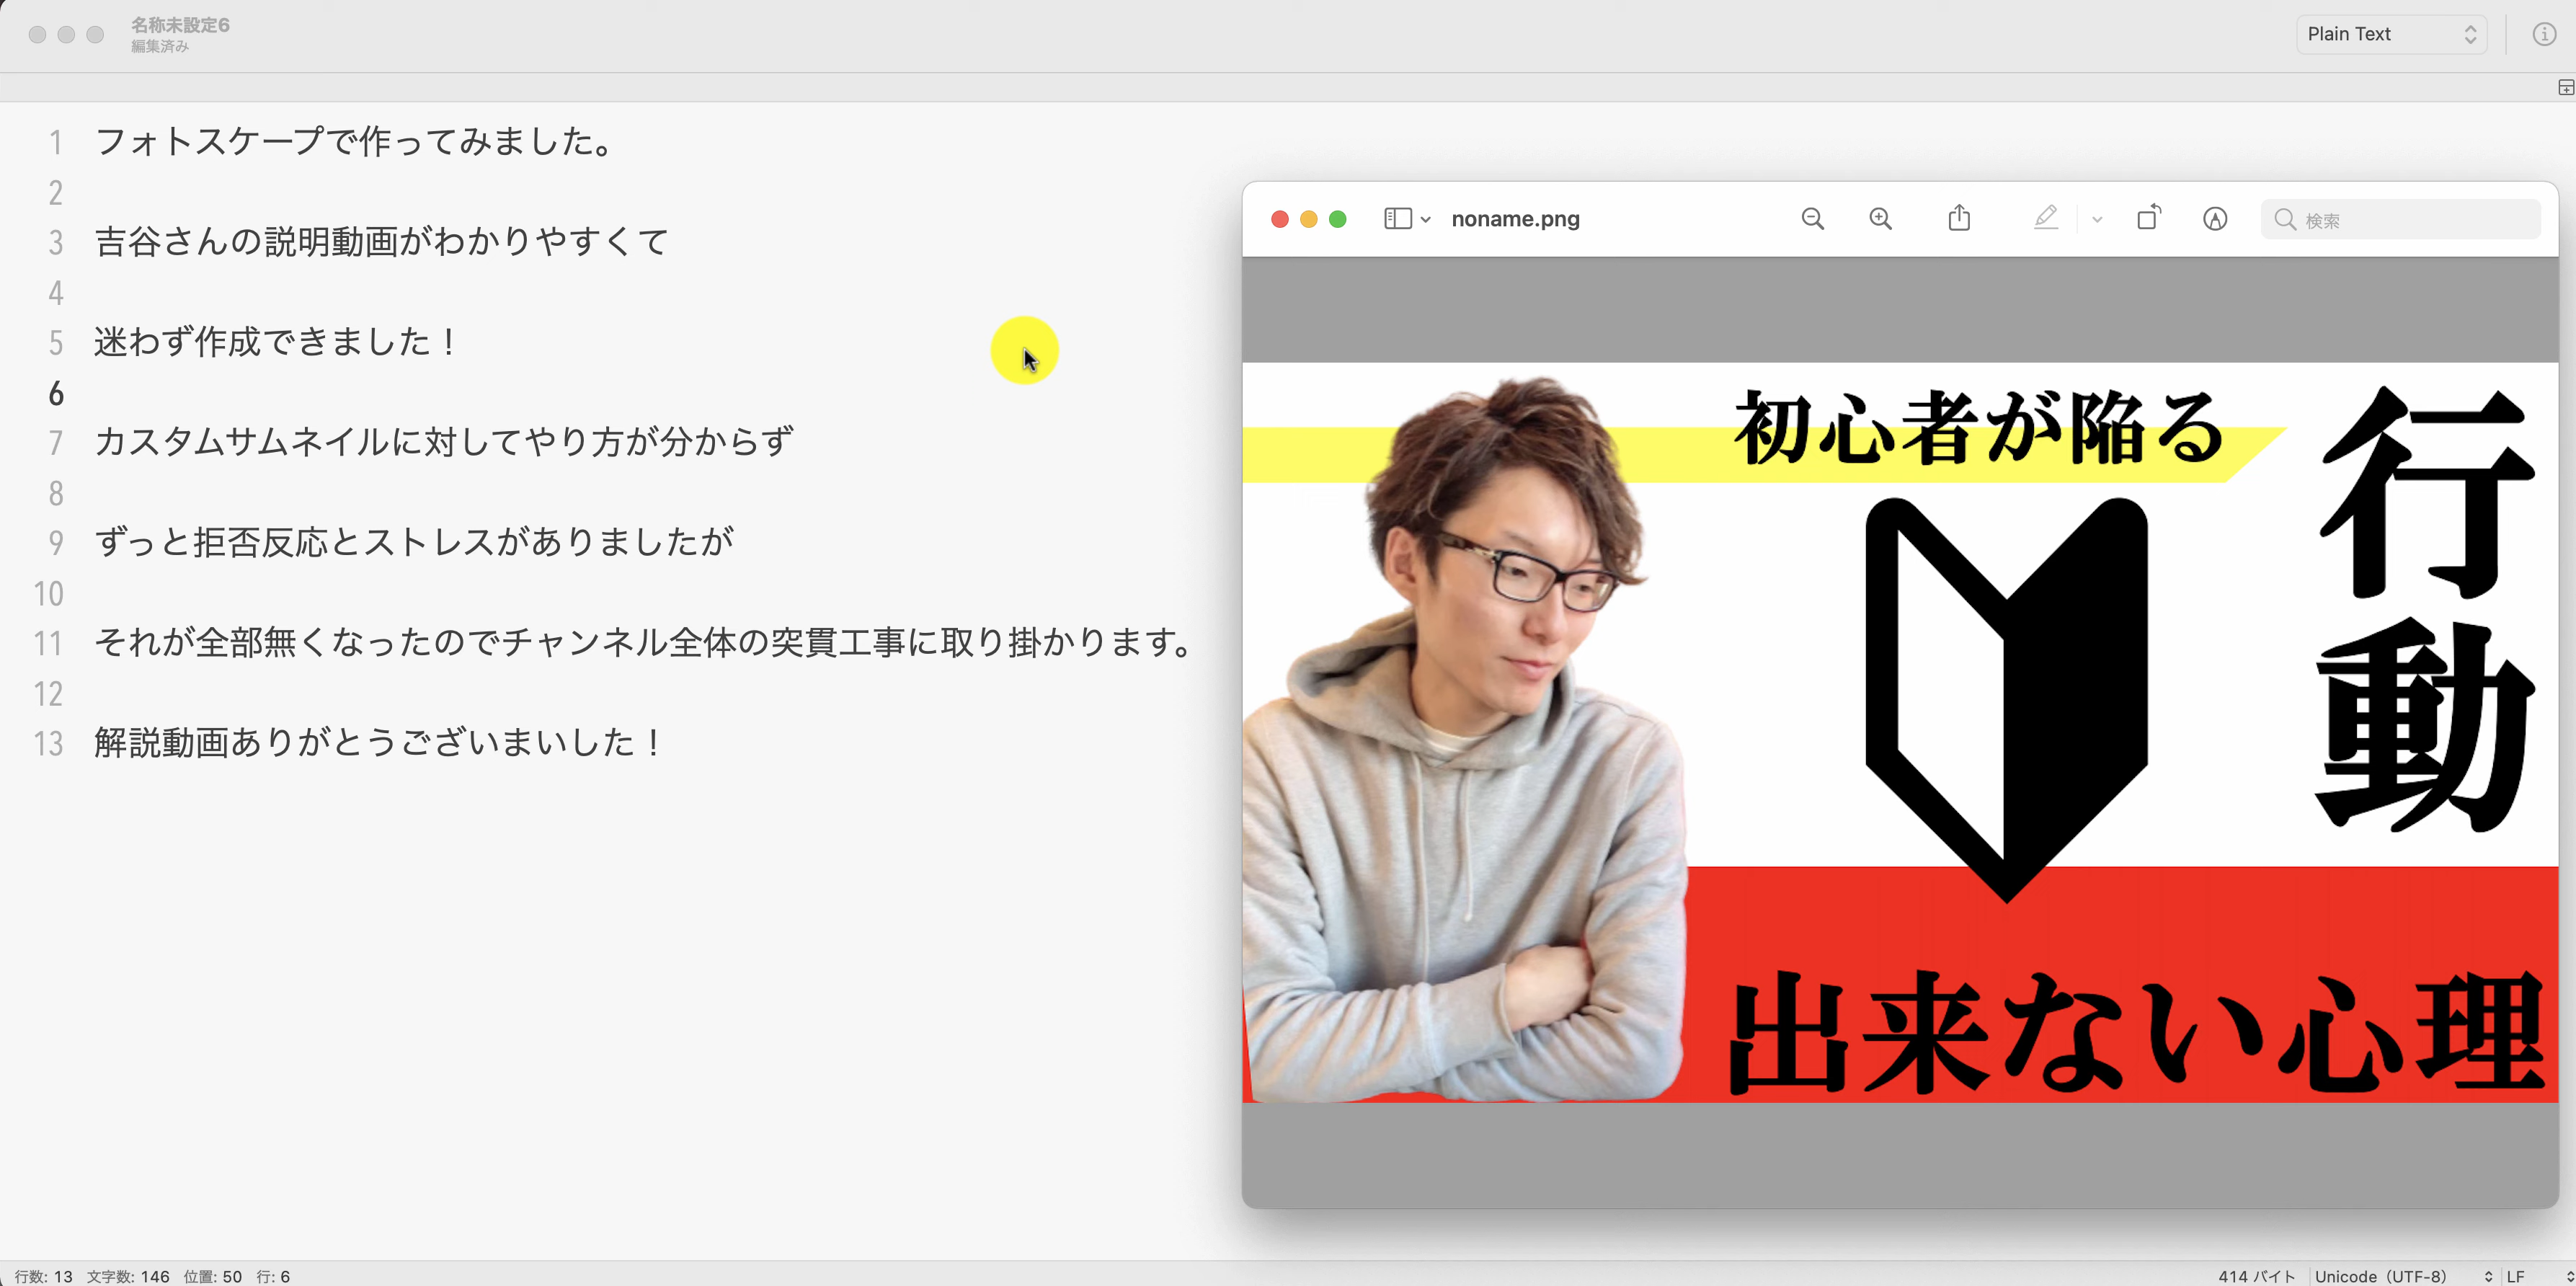 名称未設定6
編集済み
Plain Text
1 フォトスケープで作ってみました。
2
3 吉谷さんの説明動画がわかりやすくて
4
5 迷わず作成できました！
6
7 カスタムサムネイルに対してやり方が分からず
8
9 ずっと拒否反応とストレスがありましたが
10
11 それが全部無くなったのでチャンネル全体の突貫工事に取り掛かります。
12
13 解説動画ありがとうございまいした！
noname.png
検索
初心者が陥る
行動
出来ない心理
行数: 13 文字数: 146 位置: 50 行: 6
414 バイト Unicode（UTF-8） LF